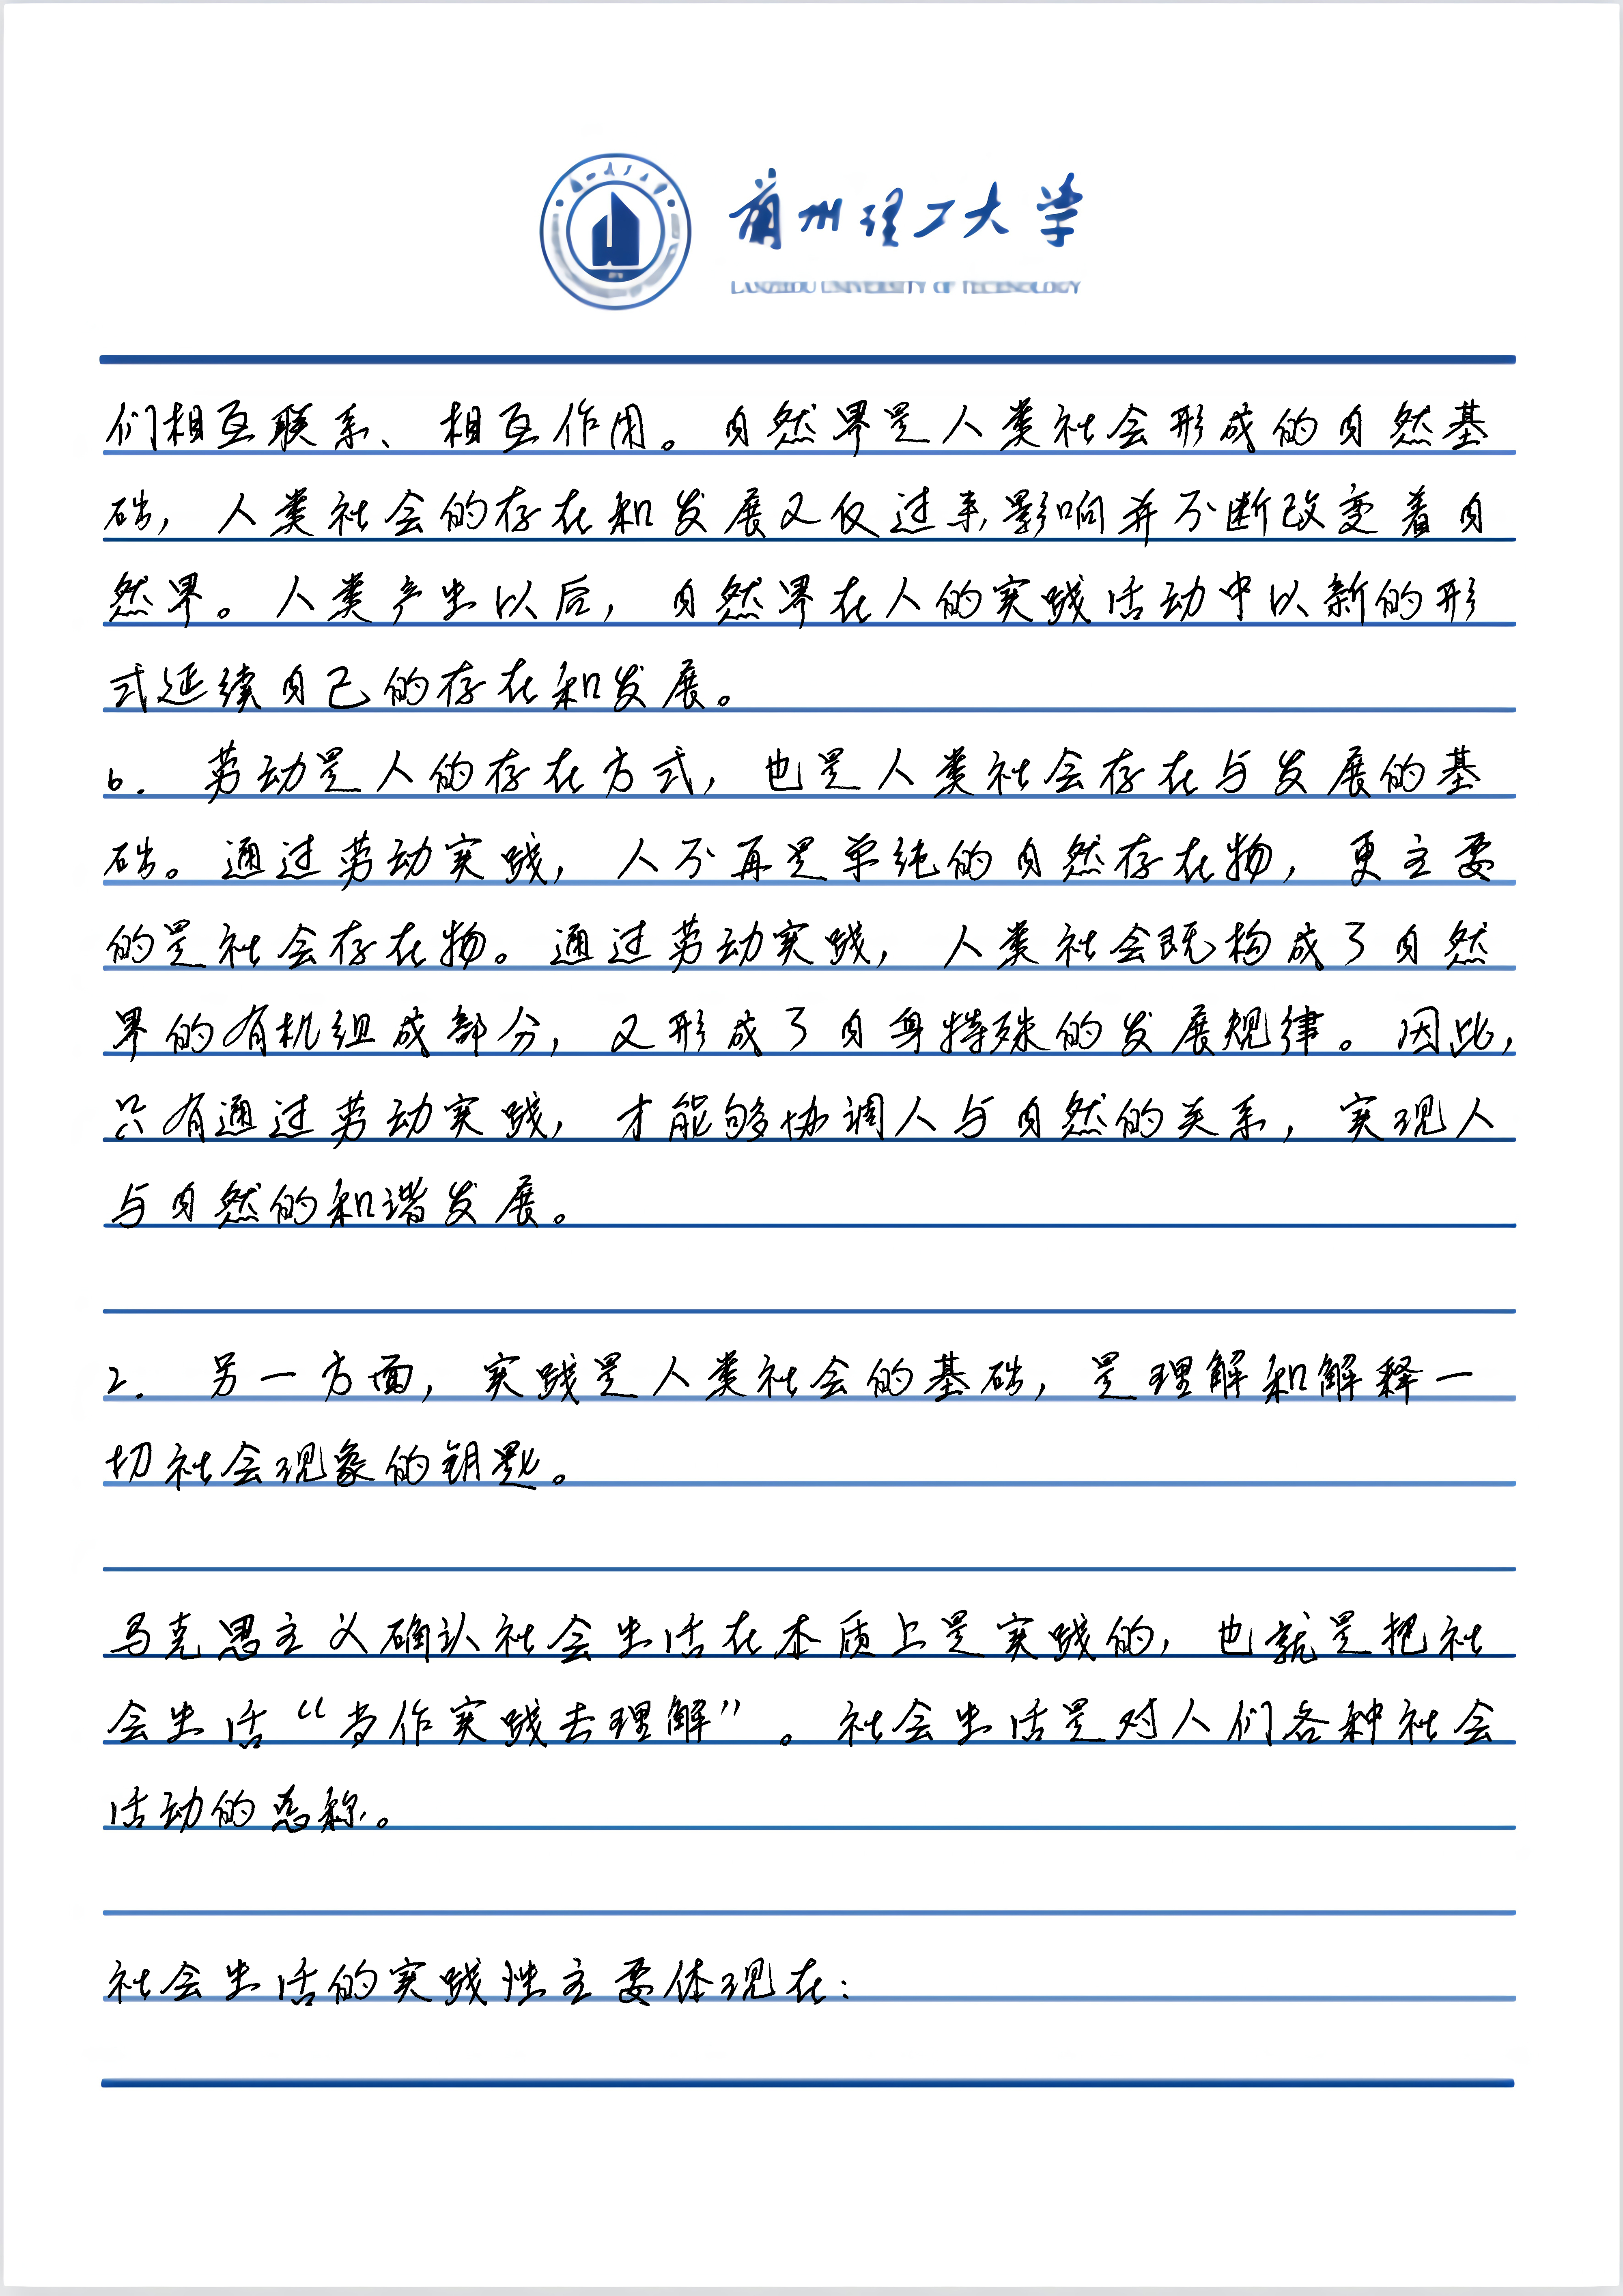 兰州理工大学
LANZHOU UNIVERSITY OF TECHNOLOGY
们相互联系、相互作用。自然界是人类社会形成的自然基
础，人类社会的存在和发展又仅过来影响并不断改变着自
然界。人类产生以后，自然界在人的实践活动中以新的形
式延续自己的存在和发展。
6. 劳动是人的存在方式，也是人类社会存在与发展的基
础。通过劳动实践，人不再是单纯的自然存在物，更主要
的是社会存在物。通过劳动实践，人类社会既构成了自然
界的有机组成部分，又形成了自身特殊的发展规律。因此，
只有通过劳动实践，才能够协调人与自然的关系，实现人
与自然的和谐发展。
2. 另一方面，实践是人类社会的基础，是理解和解释一
切社会现象的钥匙。
马克思主义确认社会生活在本质上是实践的，也就是把社
会生活“当作实践去理解”。社会生活是对人们各种社会
活动的总称。
社会生活的实践性主要体现在：